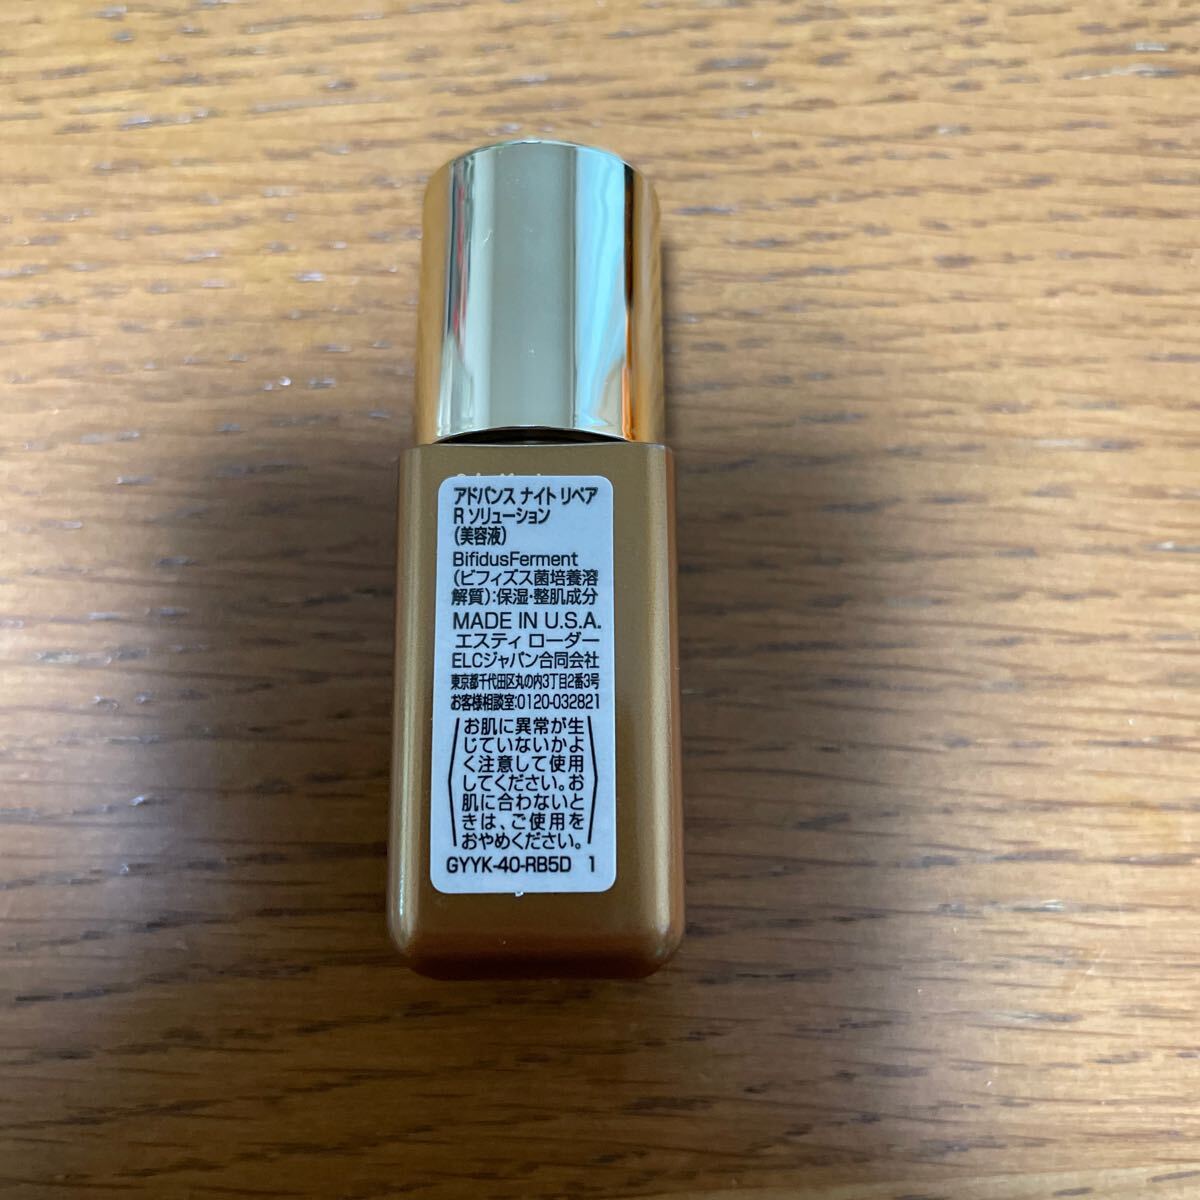 アドバンス ナイト リペア
R ソリューション
(美容液)
BifidusFerment
(ビフィズス菌培養溶
解質):保湿・整肌成分
MADE IN U.S.A.
エスティ ローダー
ELCジャパン合同会社
東京都千代田区丸の内3丁目2番3号
お客様相談室:0120-032821
お肌に異常が生
じていないかよ
く注意して使用
してください。お
肌に合わないと
きは、ご使用を
おやめください。
GYYK-40-RB5D 1